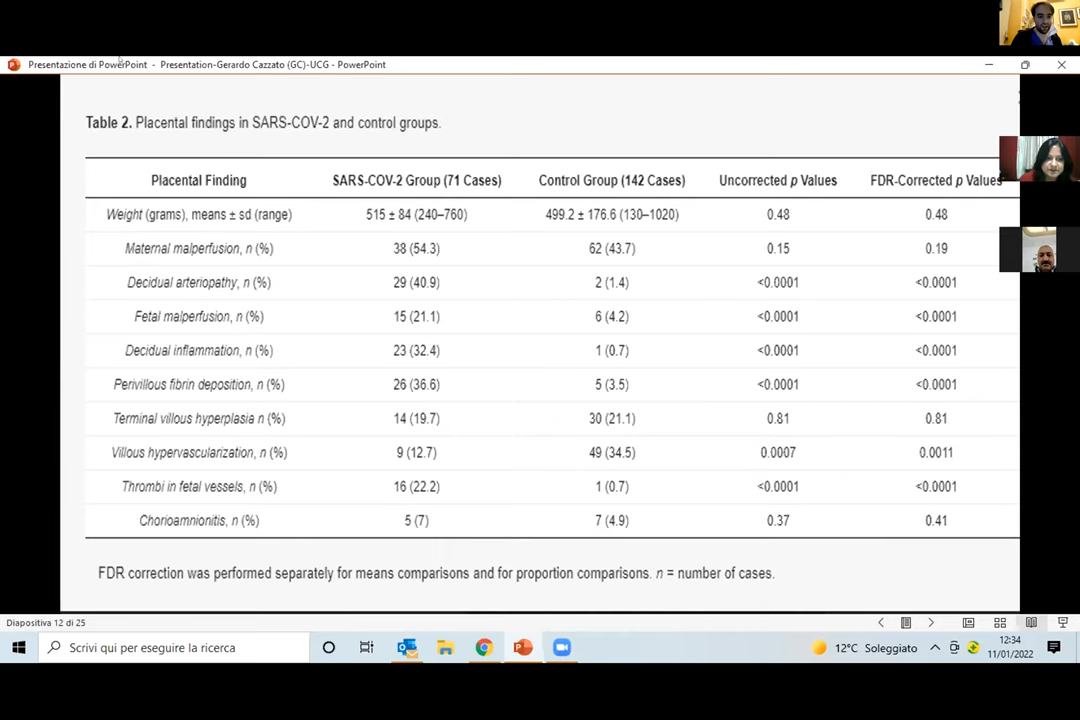 Presentazione di PowerPoint - Presentation-Gerardo Cazzato (GC)-UCG - PowerPoint
Table 2. Placental findings in SARS-COV-2 and control groups.
Placental Finding SARS-COV-2 Group (71 Cases) Control Group (142 Cases) Uncorrected p Values FDR-Corrected p Values
Weight (grams), means ± sd (range) 515 ± 84 (240–760) 499.2 ± 176.6 (130–1020) 0.48 0.48
Maternal malperfusion, n (%) 38 (54.3) 62 (43.7) 0.15 0.19
Decidual arteriopathy, n (%) 29 (40.9) 2 (1.4) <0.0001 <0.0001
Fetal malperfusion, n (%) 15 (21.1) 6 (4.2) <0.0001 <0.0001
Decidual inflammation, n (%) 23 (32.4) 1 (0.7) <0.0001 <0.0001
Perivillous fibrin deposition, n (%) 26 (36.6) 5 (3.5) <0.0001 <0.0001
Terminal villous hyperplasia n (%) 14 (19.7) 30 (21.1) 0.81 0.81
Villous hypervascularization, n (%) 9 (12.7) 49 (34.5) 0.0007 0.0011
Thrombi in fetal vessels, n (%) 16 (22.2) 1 (0.7) <0.0001 <0.0001
Chorioamnionitis, n (%) 5 (7) 7 (4.9) 0.37 0.41
FDR correction was performed separately for means comparisons and for proportion comparisons. n = number of cases.
Diapositiva 12 di 25
Scrivi qui per eseguire la ricerca
12°C Soleggiato
12:34
11/01/2022